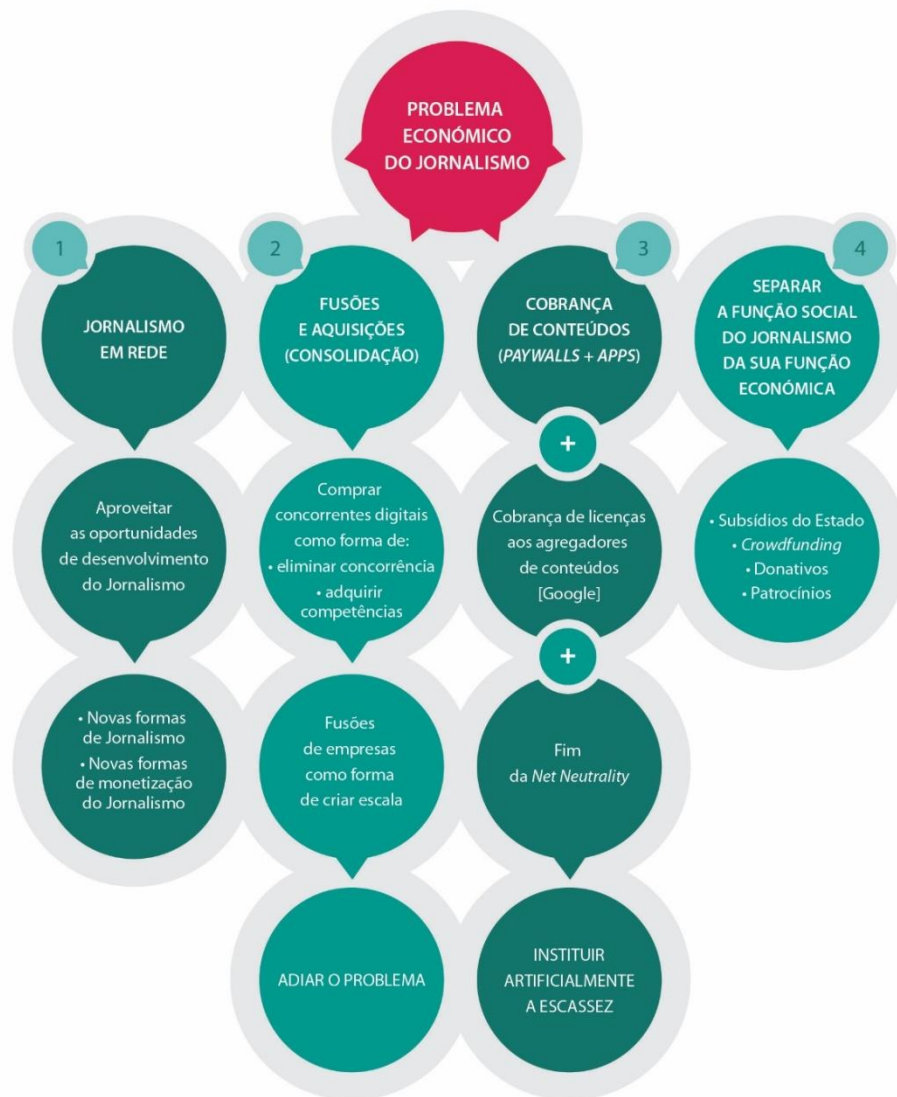 PROBLEMA
ECONÓMICO
DO JORNALISMO
1
JORNALISMO
EM REDE
Aproveitar
as oportunidades
de desenvolvimento
do Jornalismo
• Novas formas
de Jornalismo
• Novas formas
de monetização
do Jornalismo
2
FUSÕES
E AQUISIÇÕES
(CONSOLIDAÇÃO)
Comprar
concorrentes digitais
como forma de:
• eliminar concorrência
• adquirir
competências
Fusões
de empresas
como forma
de criar escala
ADIAR O PROBLEMA
3
COBRANÇA
DE CONTEÚDOS
(PAYWALLS + APPS)
+
Cobrança de licenças
aos agregadores
de conteúdos
[Google]
+
Fim
da Net Neutrality
INSTITUIR
ARTIFICIALMENTE
A ESCASSEZ
4
SEPARAR
A FUNÇÃO SOCIAL
DO JORNALISMO
DA SUA FUNÇÃO
ECONÓMICA
• Subsídios do Estado
• Crowdfunding
• Donativos
• Patrocínios